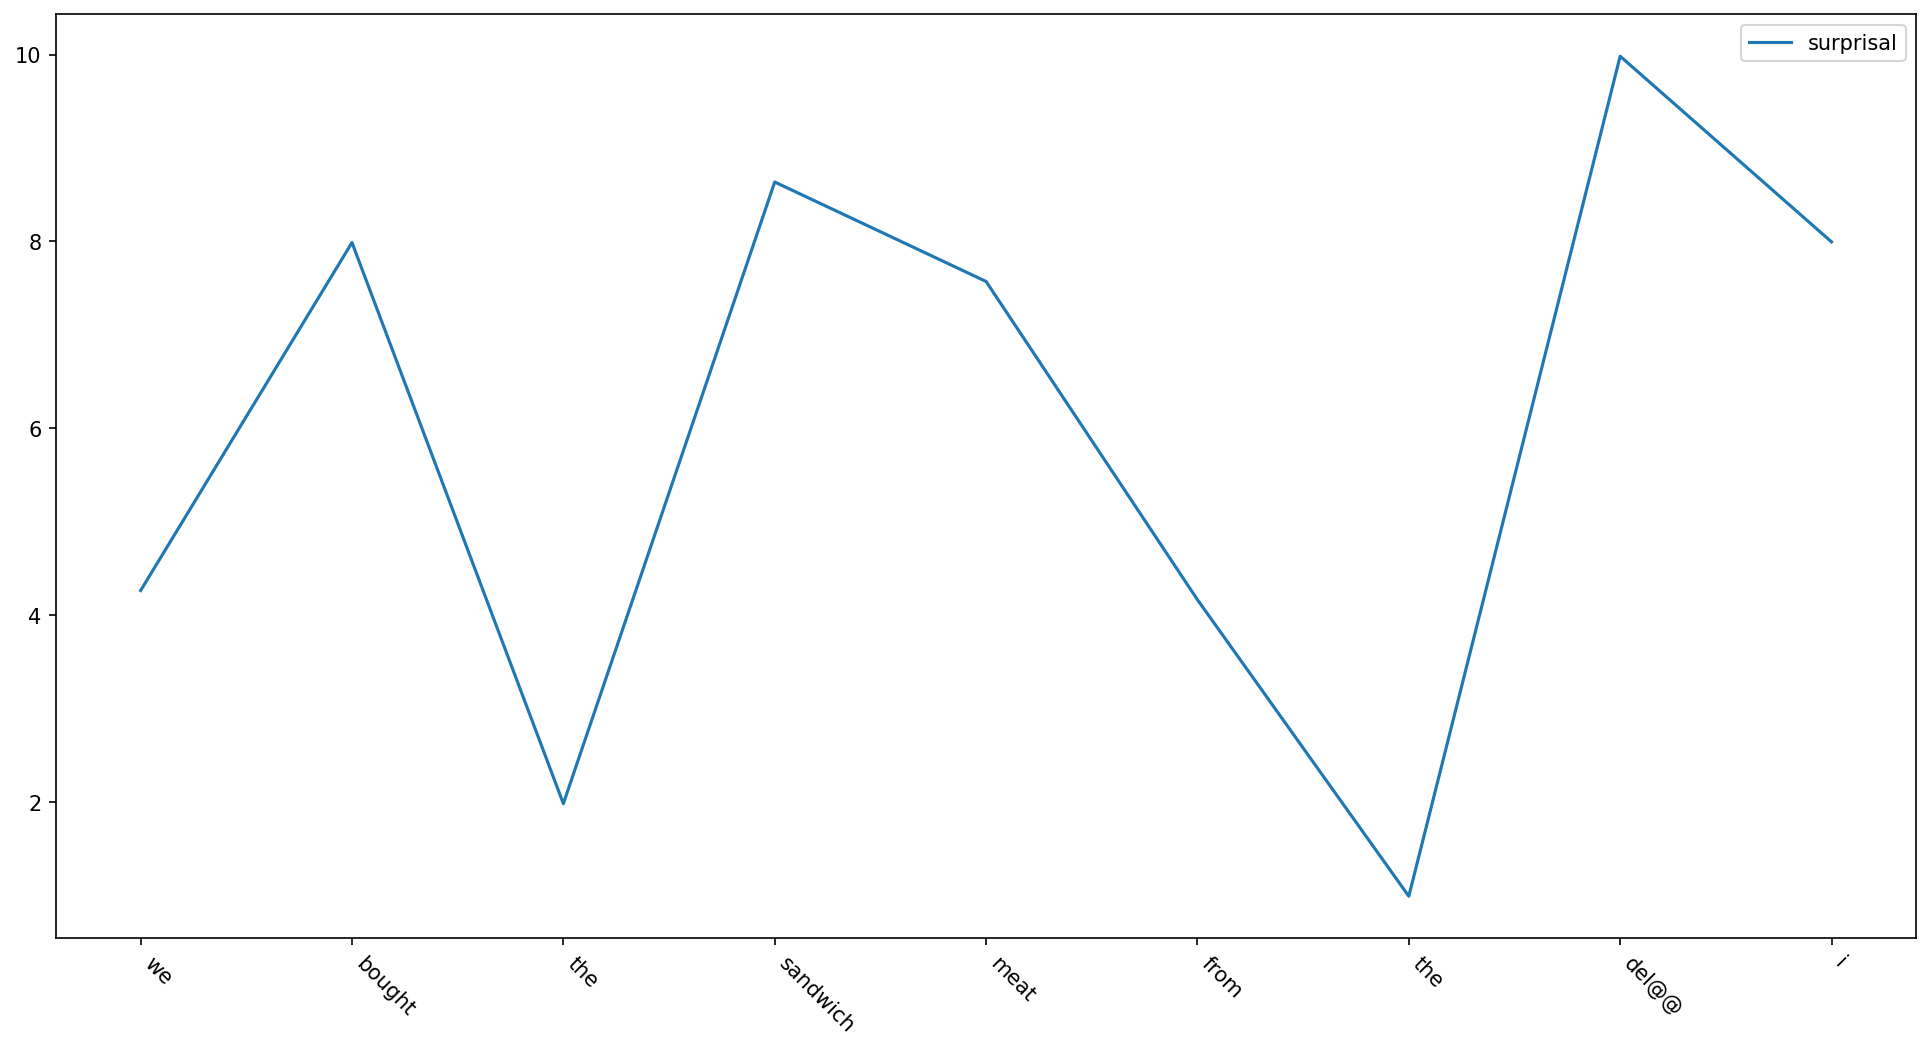 surprisal
10
8
6
4
2
we
bought
the
sandwich
meat
from
the
del@@
i